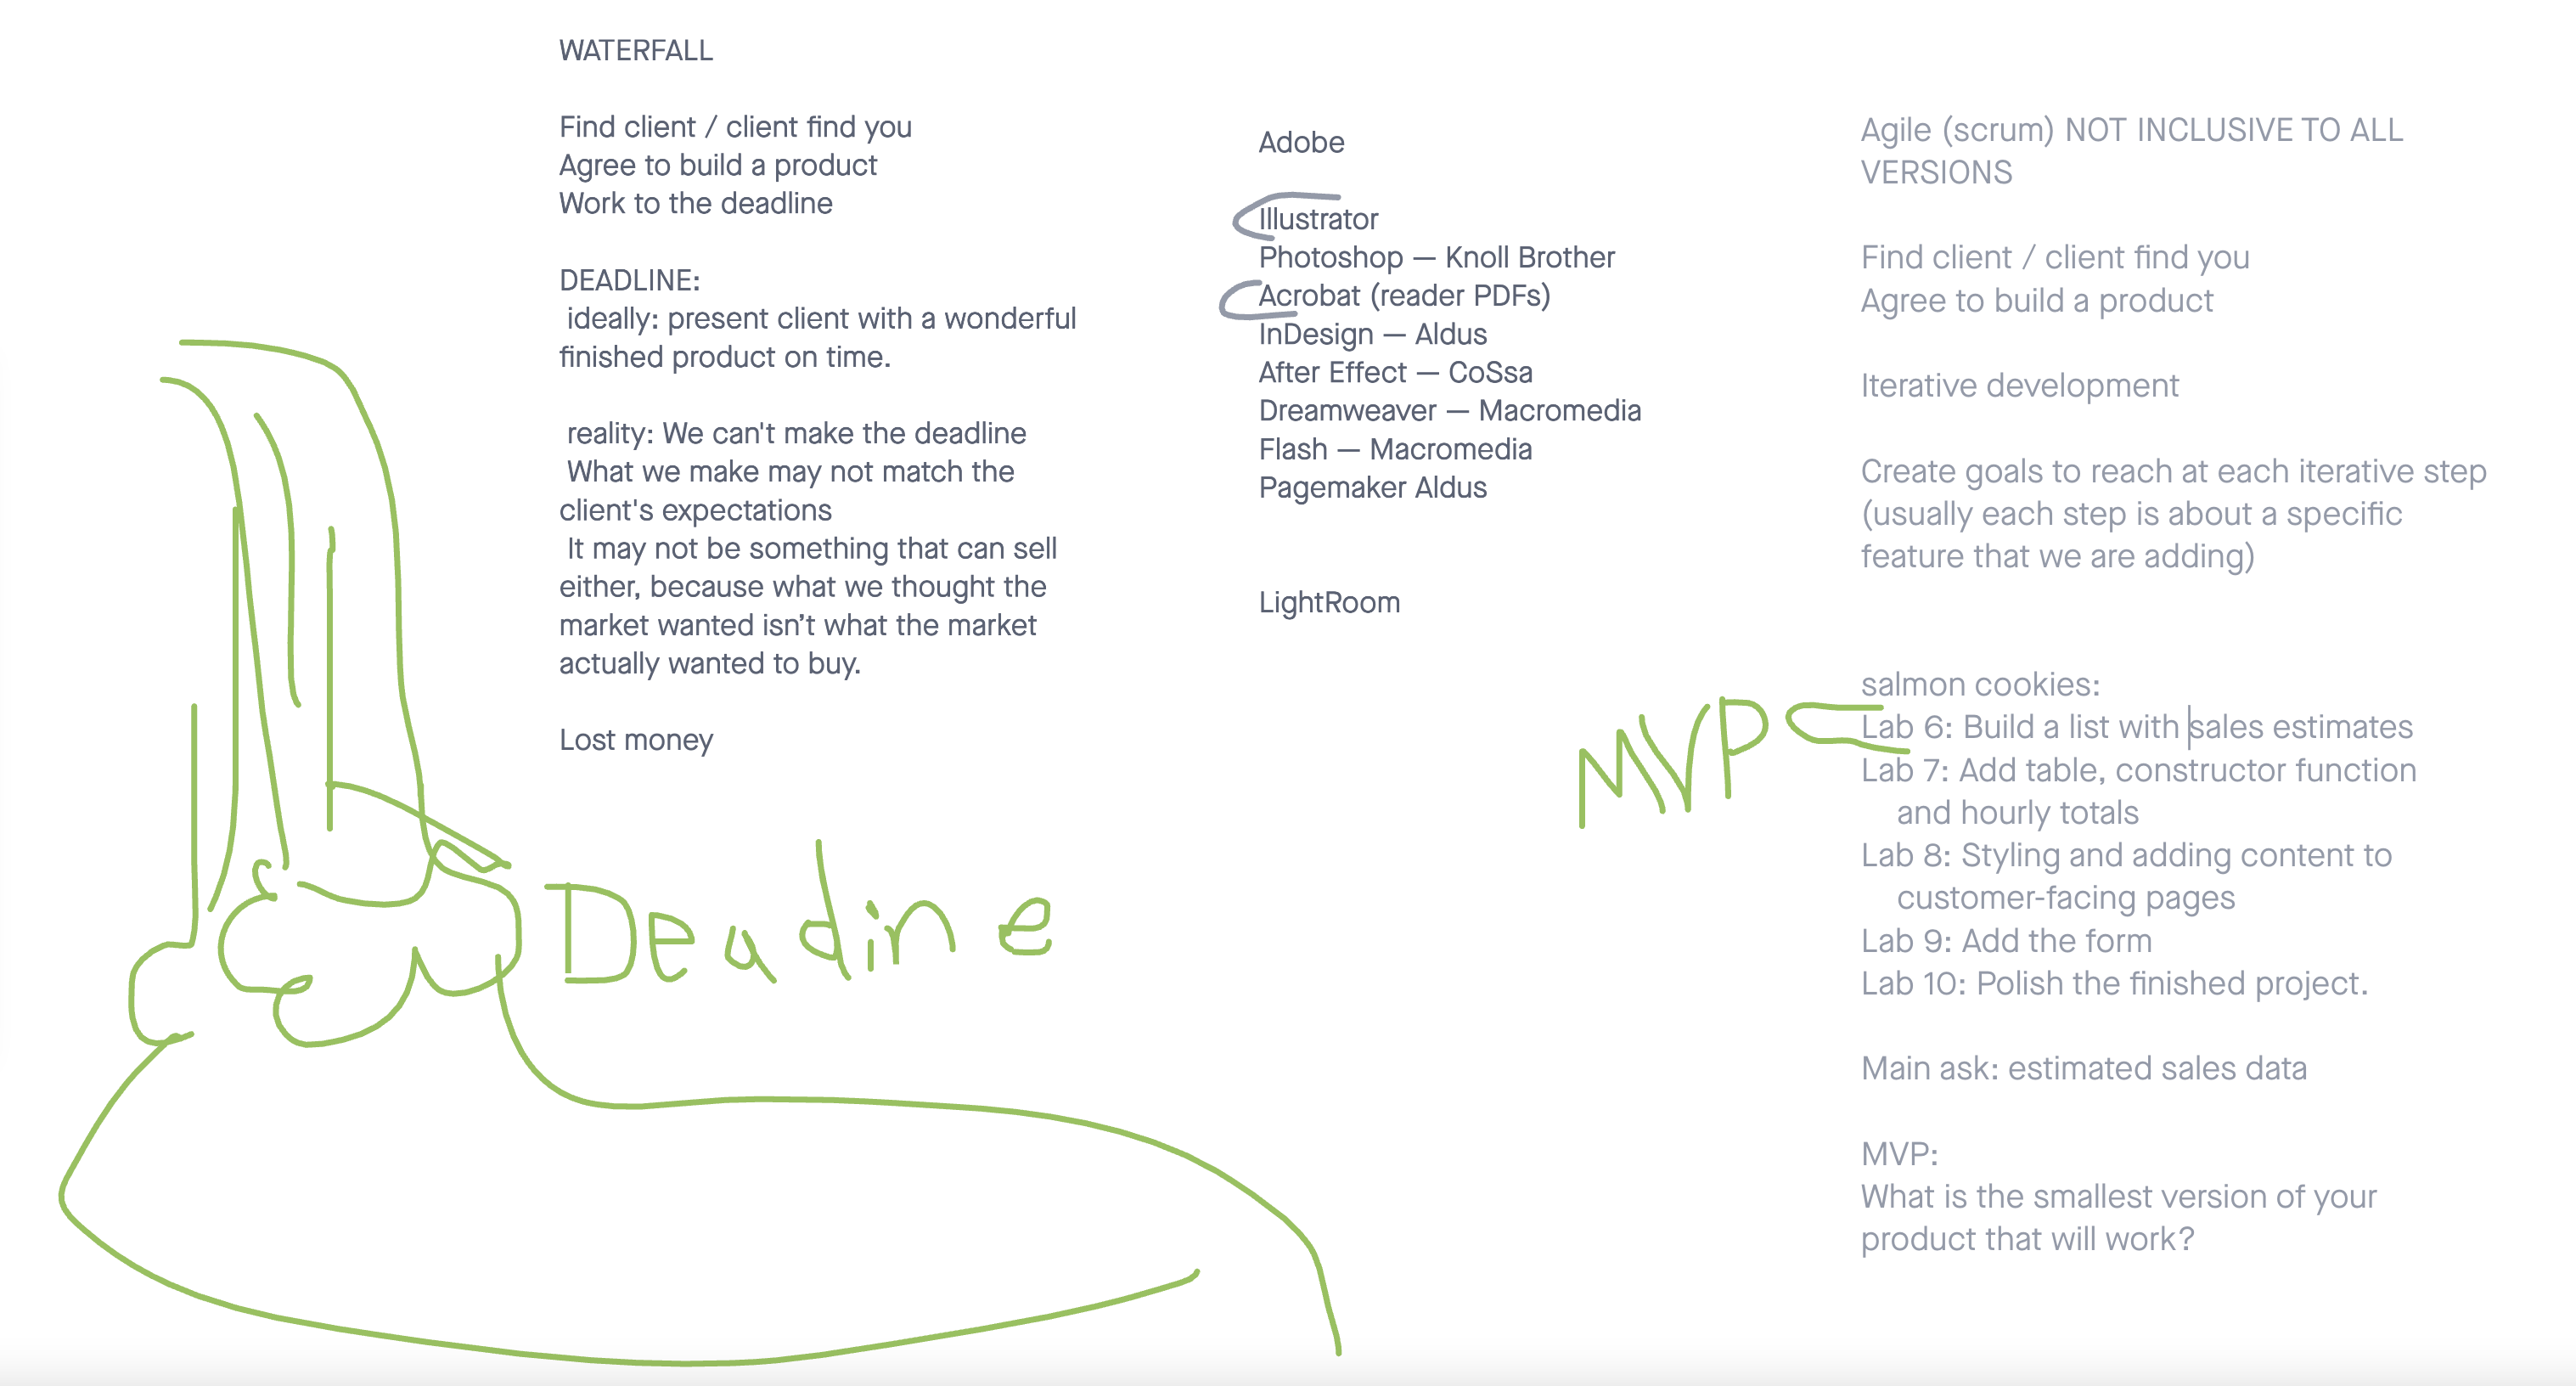 WATERFALL
Find client / client find you
Agree to build a product
Work to the deadline
DEADLINE:
ideally: present client with a wonderful
finished product on time.
reality: We can't make the deadline
What we make may not match the
client's expectations
It may not be something that can sell
either, because what we thought the
market wanted isn’t what the market
actually wanted to buy.
Lost money
Deadine
Adobe
Illustrator
Photoshop — Knoll Brother
Acrobat (reader PDFs)
InDesign — Aldus
After Effect — CoSsa
Dreamweaver — Macromedia
Flash — Macromedia
Pagemaker Aldus
LightRoom
MVP
Agile (scrum) NOT INCLUSIVE TO ALL
VERSIONS
Find client / client find you
Agree to build a product
Iterative development
Create goals to reach at each iterative step
(usually each step is about a specific
feature that we are adding)
salmon cookies:
Lab 6: Build a list with sales estimates
Lab 7: Add table, constructor function
and hourly totals
Lab 8: Styling and adding content to
customer-facing pages
Lab 9: Add the form
Lab 10: Polish the finished project.
Main ask: estimated sales data
MVP:
What is the smallest version of your
product that will work?